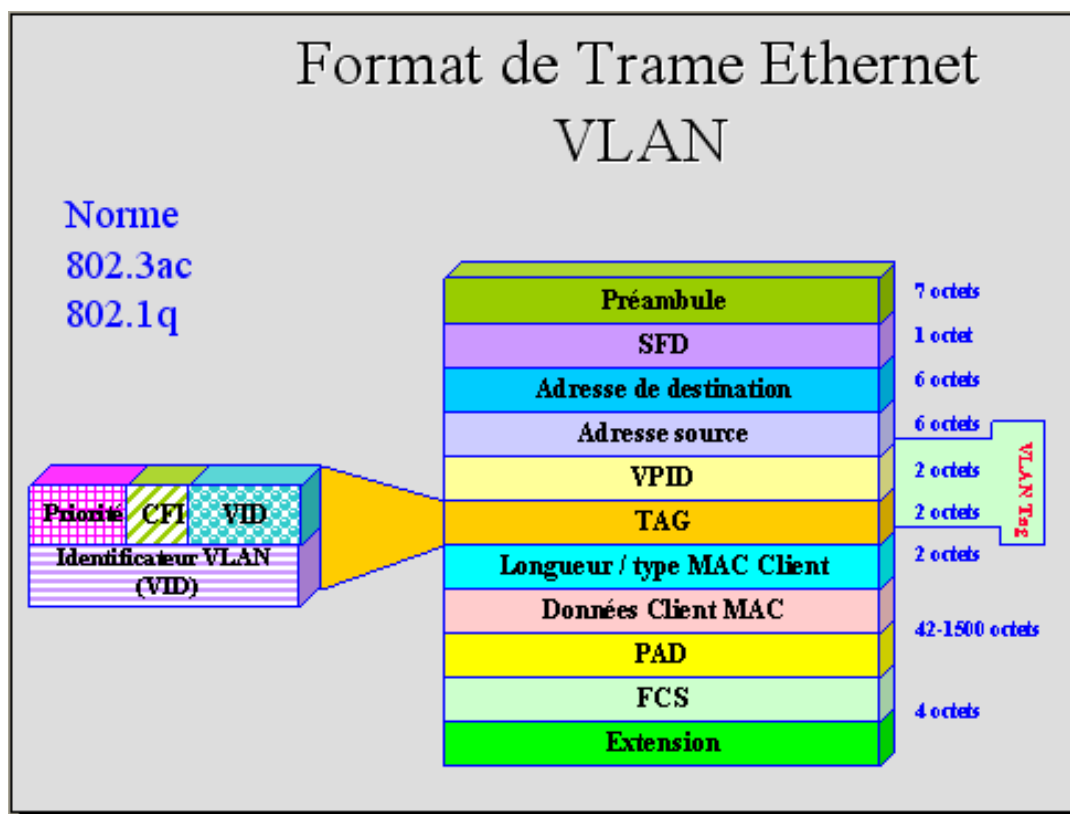 Format de Trame Ethernet
VLAN
Norme
802.3ac
802.1q
Préambule
7 octets
SFD
1 octet
Adresse de destination
6 octets
Adresse source
6 octets
VPID
2 octets
TAG
2 octets
VLAN Tag
Priorité CFI VID
Identificateur VLAN
(VID)
Longueur / type MAC Client
2 octets
Données Client MAC
42-1500 octets
PAD
FCS
4 octets
Extension